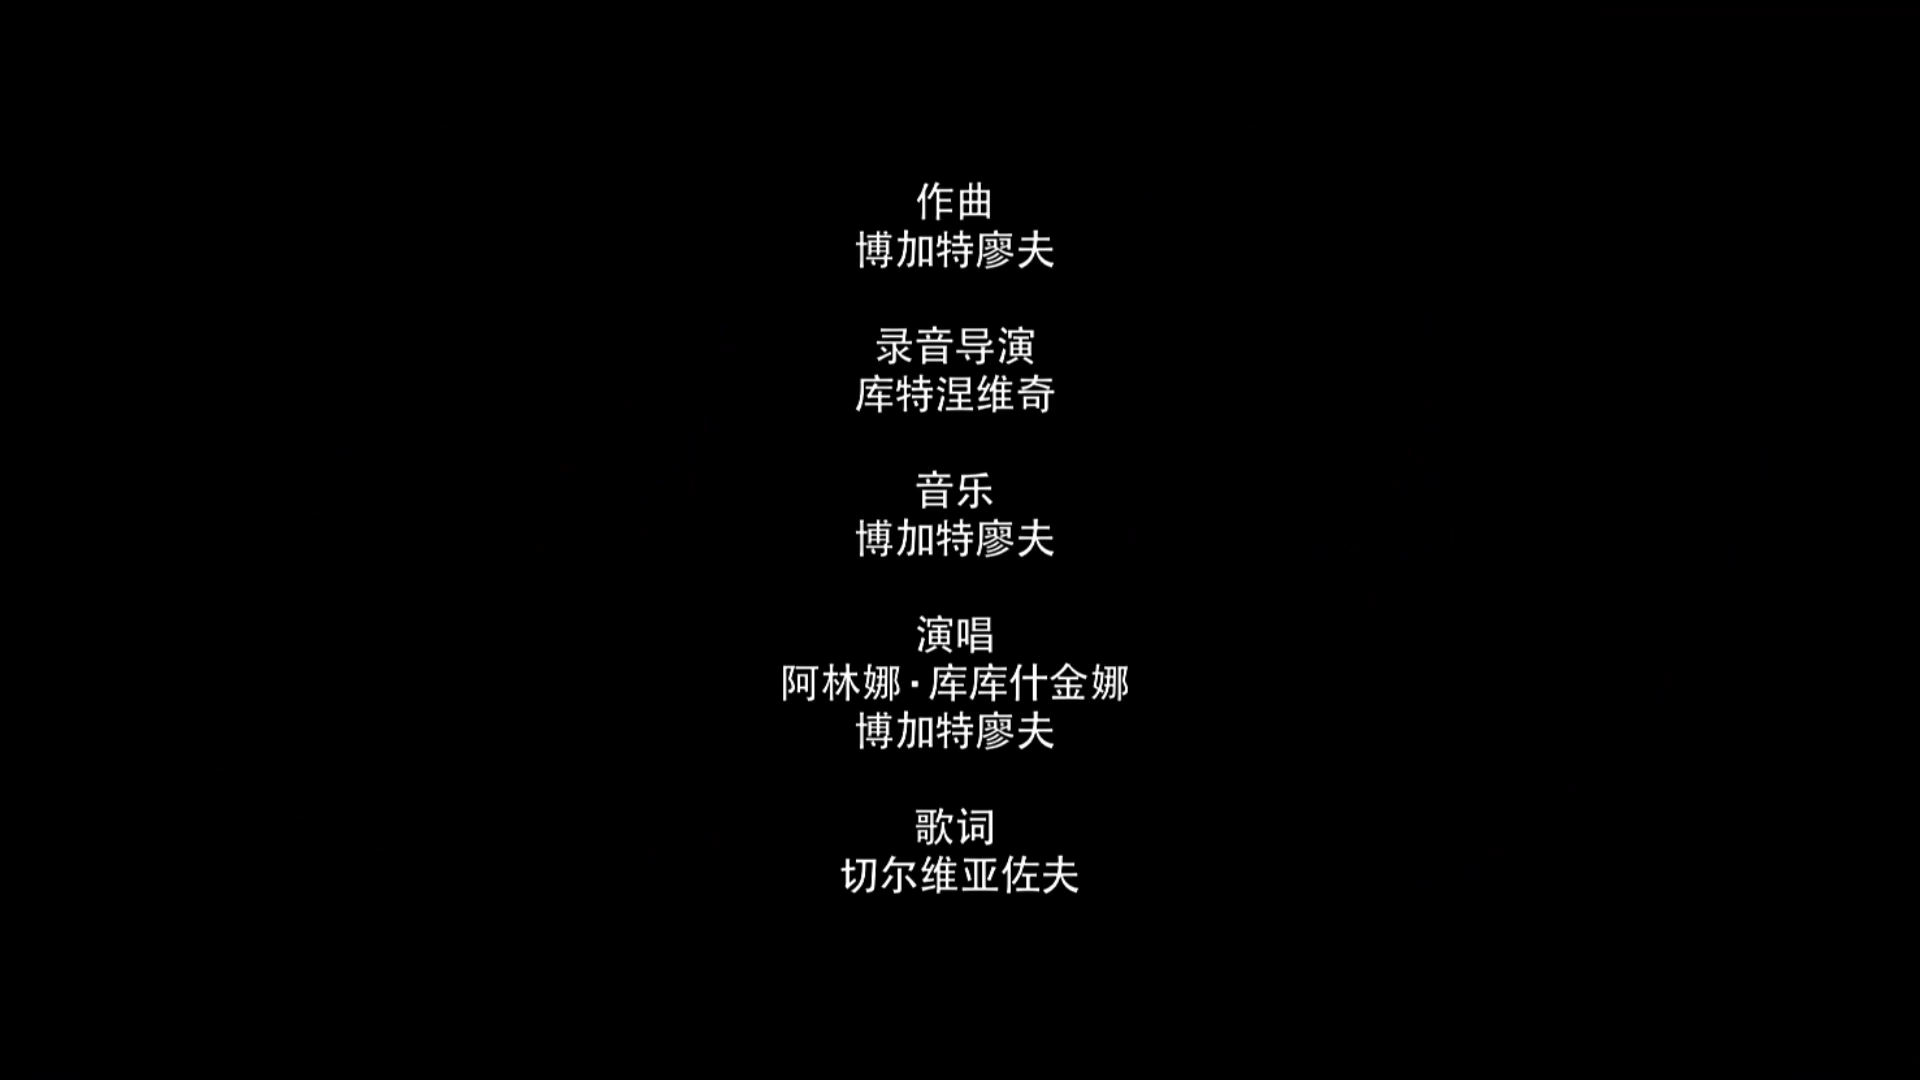 作曲
博加特廖夫
录音导演
库特涅维奇
音乐
博加特廖夫
演唱
阿林娜·库库什金娜
博加特廖夫
歌词
切尔维亚佐夫